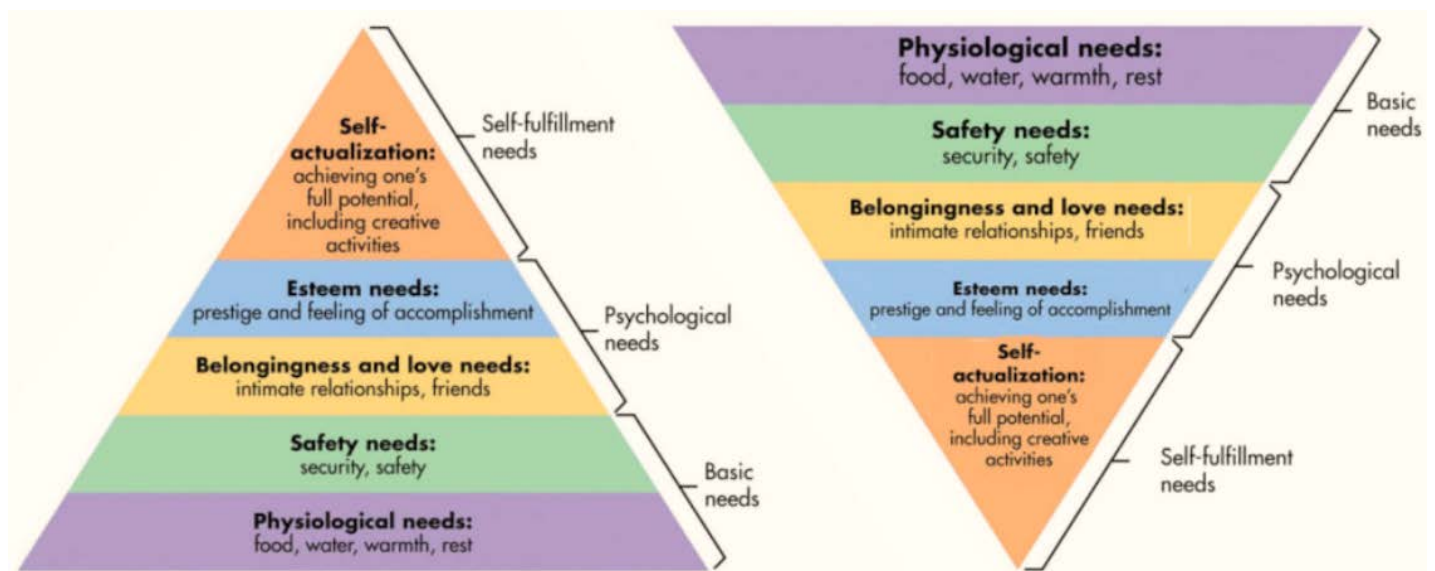 Self-
actualization:
achieving one's
full potential,
including creative
activities
Self-fulfillment
needs
Esteem needs:
prestige and feeling of accomplishment
Psychological
needs
Belongingness and love needs:
intimate relationships, friends
Safety needs:
security, safety
Basic
needs
Physiological needs:
food, water, warmth, rest
Physiological needs:
food, water, warmth, rest
Basic
needs
Safety needs:
security, safety
Belongingness and love needs:
intimate relationships, friends
Psychological
needs
Esteem needs:
prestige and feeling of accomplishment
Self-
actualization:
achieving one's
full potential,
including creative
activities
Self-fulfillment
needs